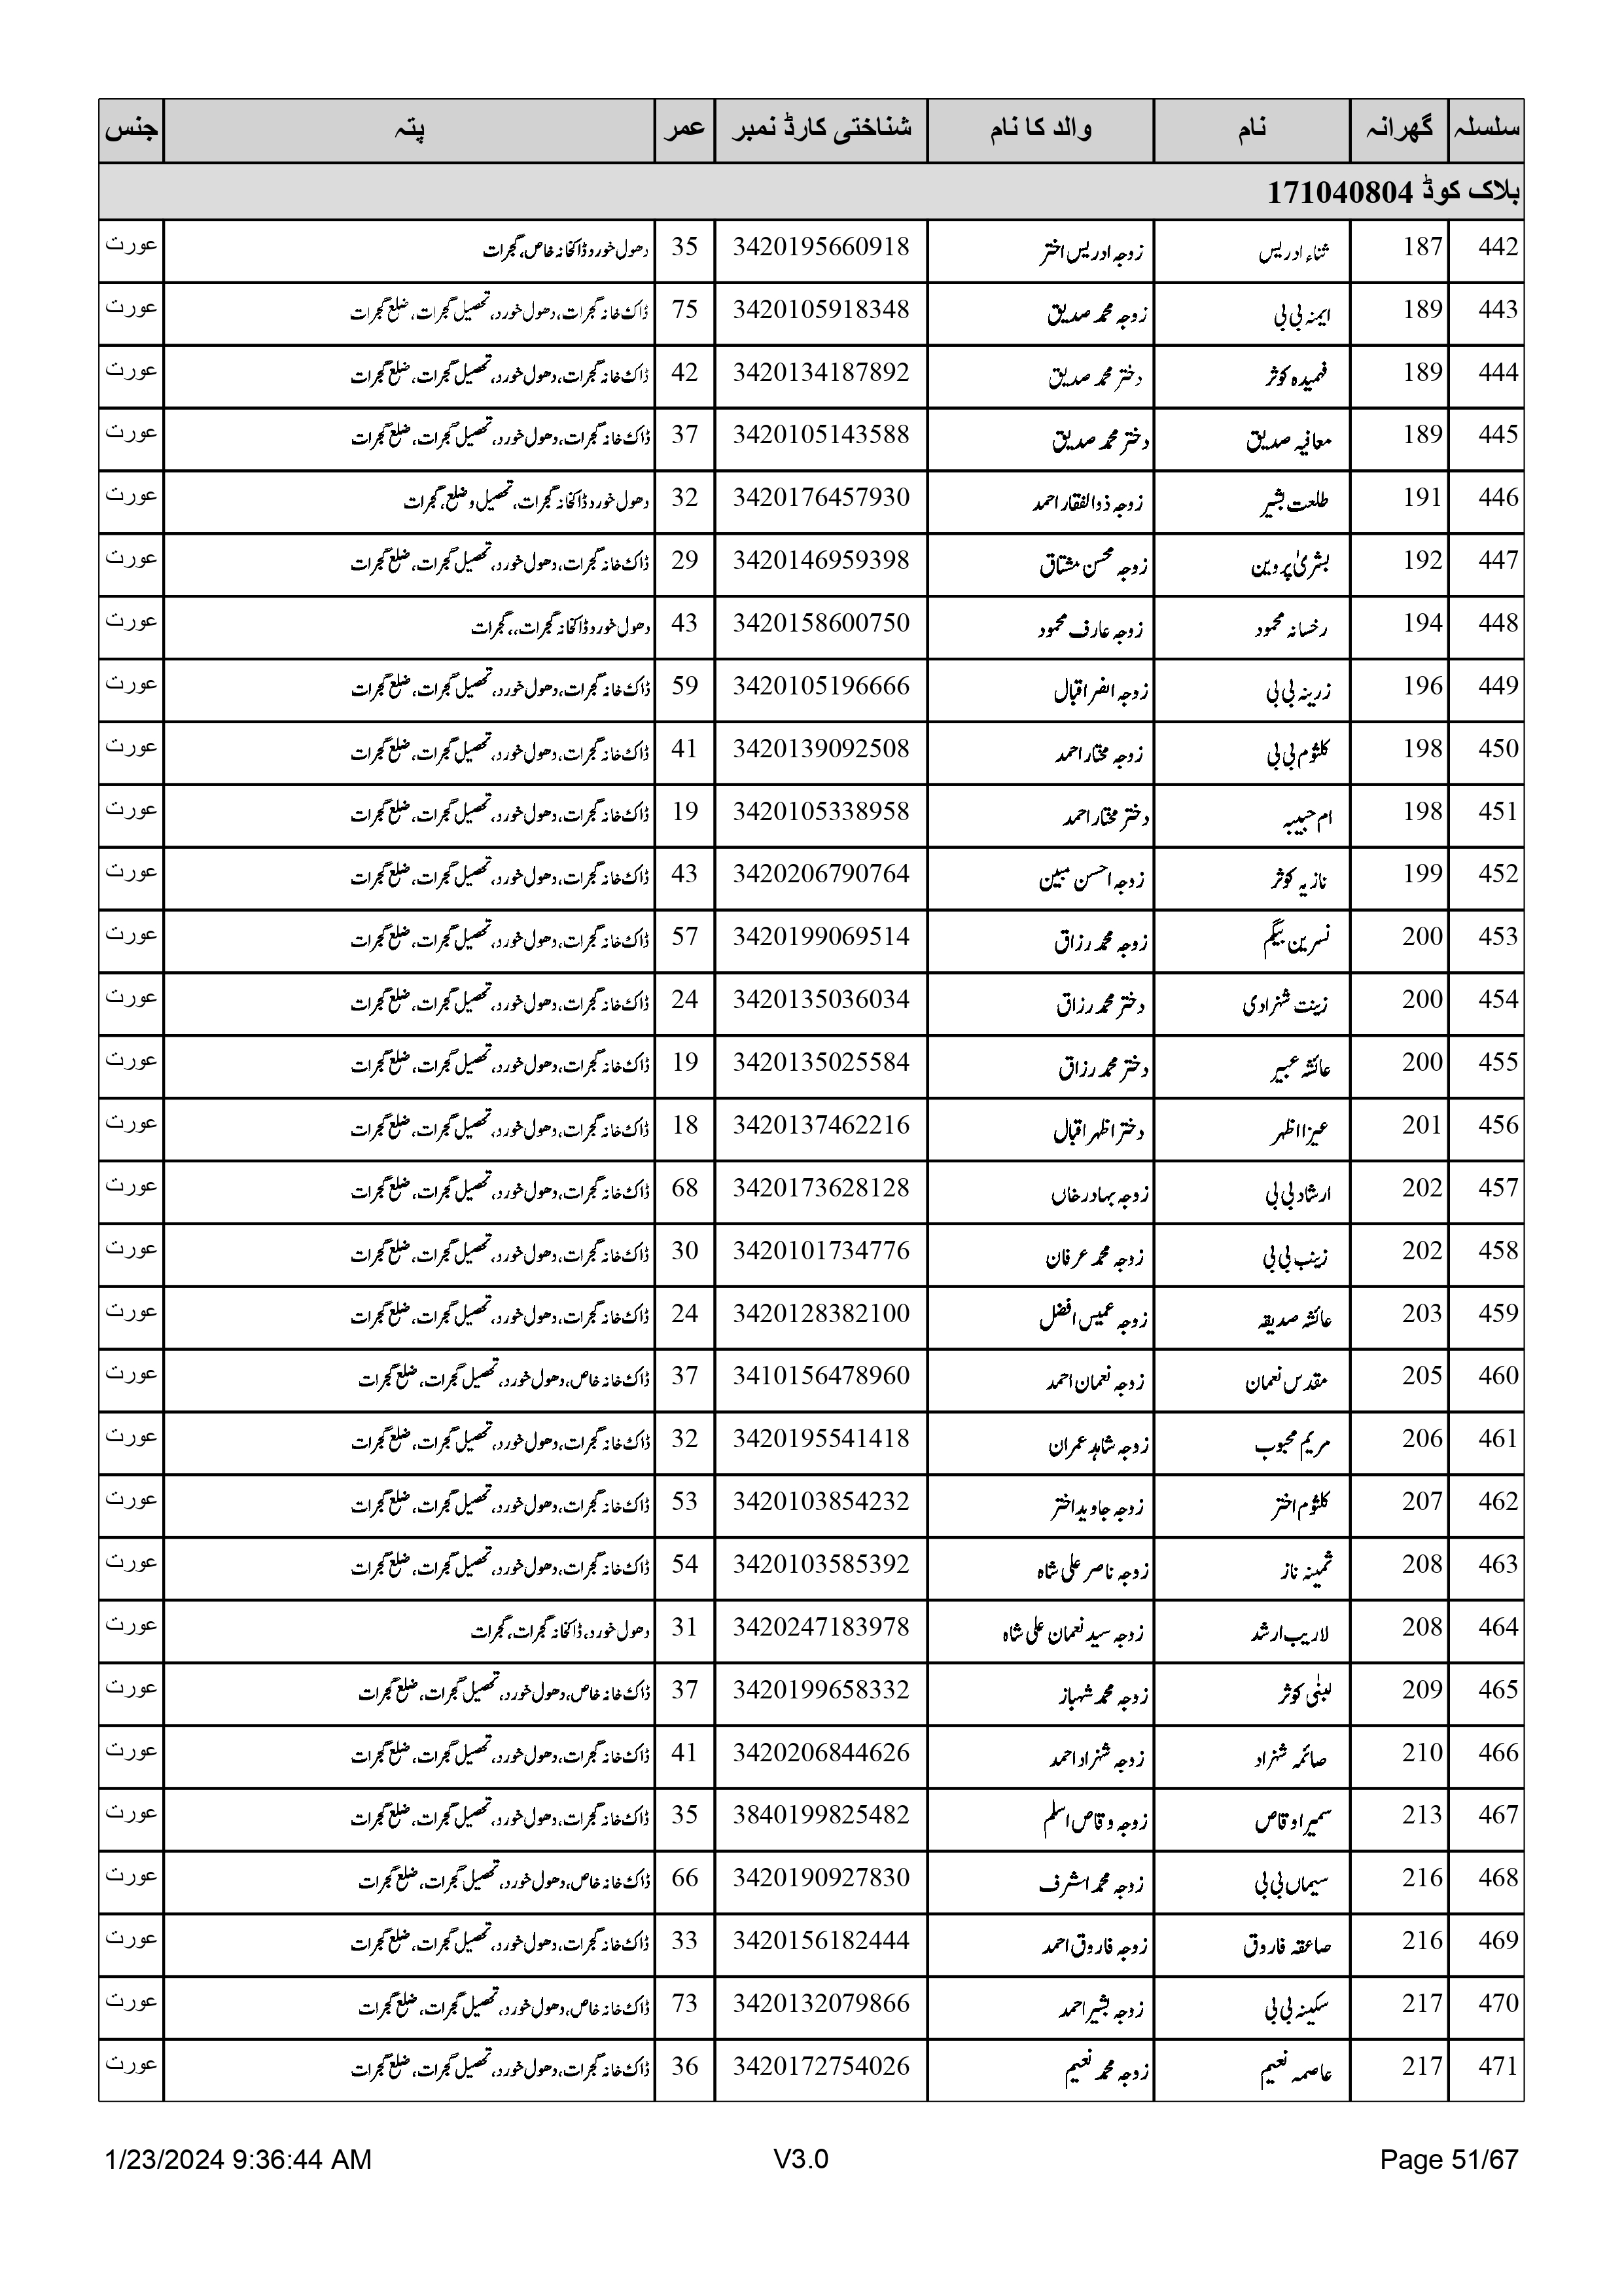 سلسلہ گھرانہ نام والد کا نام شناختی کارڈ نمبر عمر پتہ جنس
بلاک کوڈ 171040804
442 187 ثناء ادریس زوجہ ادریس اختر 3420195660918 35 دھول خورد ڈاکخانہ خاص، گجرات عورت
443 189 ایمنہ بی بی زوجہ محمد صدیق 3420105918348 75 ڈاک خانہ گجرات، دھول خورد، تحصیل گجرات، ضلع گجرات عورت
444 189 فہمیدہ کوثر دختر محمد صدیق 3420134187892 42 ڈاک خانہ گجرات، دھول خورد، تحصیل گجرات، ضلع گجرات عورت
445 189 معافیہ صدیق دختر محمد صدیق 3420105143588 37 ڈاک خانہ گجرات، دھول خورد، تحصیل گجرات، ضلع گجرات عورت
446 191 طلعت بشیر زوجہ ذوالفقار احمد 3420176457930 32 دھول خورد ڈاکخانہ گجرات، تحصیل و ضلع، گجرات عورت
447 192 بشریٰ پروین زوجہ محسن مشتاق 3420146959398 29 ڈاک خانہ گجرات، دھول خورد، تحصیل گجرات، ضلع گجرات عورت
448 194 رخسانہ محمود زوجہ عارف محمود 3420158600750 43 دھول خورد ڈاکخانہ گجرات،، گجرات عورت
449 196 زرینہ بی بی زوجہ انصر اقبال 3420105196666 59 ڈاک خانہ گجرات، دھول خورد، تحصیل گجرات، ضلع گجرات عورت
450 198 کلثوم بی بی زوجہ مختار احمد 3420139092508 41 ڈاک خانہ گجرات، دھول خورد، تحصیل گجرات، ضلع گجرات عورت
451 198 ام حبیبہ دختر مختار احمد 3420105338958 19 ڈاک خانہ گجرات، دھول خورد، تحصیل گجرات، ضلع گجرات عورت
452 199 نازیہ کوثر زوجہ احسن مبین 3420206790764 43 ڈاک خانہ گجرات، دھول خورد، تحصیل گجرات، ضلع گجرات عورت
453 200 نسرین بیگم زوجہ محمد رزاق 3420199069514 57 ڈاک خانہ گجرات، دھول خورد، تحصیل گجرات، ضلع گجرات عورت
454 200 زینت شہزادی دختر محمد رزاق 3420135036034 24 ڈاک خانہ گجرات، دھول خورد، تحصیل گجرات، ضلع گجرات عورت
455 200 عائشہ عبیر دختر محمد رزاق 3420135025584 19 ڈاک خانہ گجرات، دھول خورد، تحصیل گجرات، ضلع گجرات عورت
456 201 عیزا اظہر دختر اظہر اقبال 3420137462216 18 ڈاک خانہ گجرات، دھول خورد، تحصیل گجرات، ضلع گجرات عورت
457 202 ارشاد بی بی زوجہ بہادر خاں 3420173628128 68 ڈاک خانہ گجرات، دھول خورد، تحصیل گجرات، ضلع گجرات عورت
458 202 زینب بی بی زوجہ محمد عرفان 3420101734776 30 ڈاک خانہ گجرات، دھول خورد، تحصیل گجرات، ضلع گجرات عورت
459 203 عائشہ صدیقہ زوجہ عمیس افضل 3420128382100 24 ڈاک خانہ گجرات، دھول خورد، تحصیل گجرات، ضلع گجرات عورت
460 205 مقدس نعمان زوجہ نعمان احمد 3410156478960 37 ڈاک خانہ خاص، دھول خورد، تحصیل گجرات، ضلع گجرات عورت
461 206 مریم محبوب زوجہ شاہد عمران 3420195541418 32 ڈاک خانہ گجرات، دھول خورد، تحصیل گجرات، ضلع گجرات عورت
462 207 کلثوم اختر زوجہ جاوید اختر 3420103854232 53 ڈاک خانہ گجرات، دھول خورد، تحصیل گجرات، ضلع گجرات عورت
463 208 ثمینہ ناز زوجہ ناصر علی شاہ 3420103585392 54 ڈاک خانہ گجرات، دھول خورد، تحصیل گجرات، ضلع گجرات عورت
464 208 لاریب ارشد زوجہ سید نعمان علی شاہ 3420247183978 31 دھول خورد، ڈاکخانہ گجرات، گجرات عورت
465 209 لبنٰی کوثر زوجہ محمد شہباز 3420199658332 37 ڈاک خانہ خاص، دھول خورد، تحصیل گجرات، ضلع گجرات عورت
466 210 صائمہ شہزاد زوجہ شہزاد احمد 3420206844626 41 ڈاک خانہ گجرات، دھول خورد، تحصیل گجرات، ضلع گجرات عورت
467 213 سمیرا وقاص زوجہ وقاص اسلم 3840199825482 35 ڈاک خانہ گجرات، دھول خورد، تحصیل گجرات، ضلع گجرات عورت
468 216 سیماں بی بی زوجہ محمد اشرف 3420190927830 66 ڈاک خانہ خاص، دھول خورد، تحصیل گجرات، ضلع گجرات عورت
469 216 صاعقہ فاروق زوجہ فاروق احمد 3420156182444 33 ڈاک خانہ گجرات، دھول خورد، تحصیل گجرات، ضلع گجرات عورت
470 217 سکینہ بی بی زوجہ بشیر احمد 3420132079866 73 ڈاک خانہ خاص، دھول خورد، تحصیل گجرات، ضلع گجرات عورت
471 217 عاصمہ نعیم زوجہ محمد نعیم 3420172754026 36 ڈاک خانہ گجرات، دھول خورد، تحصیل گجرات، ضلع گجرات عورت
1/23/2024 9:36:44 AM V3.0 Page 51/67